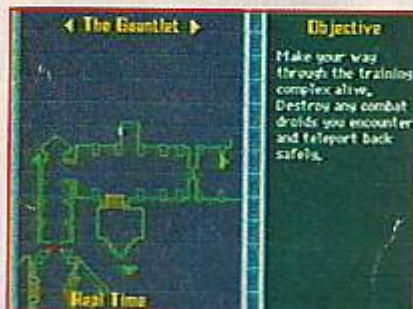 The Gauntlet
Real Time
Objective
Make your way
through the training
complex alive.
Destroy any combat
droids you encounter
and teleport back
safely.